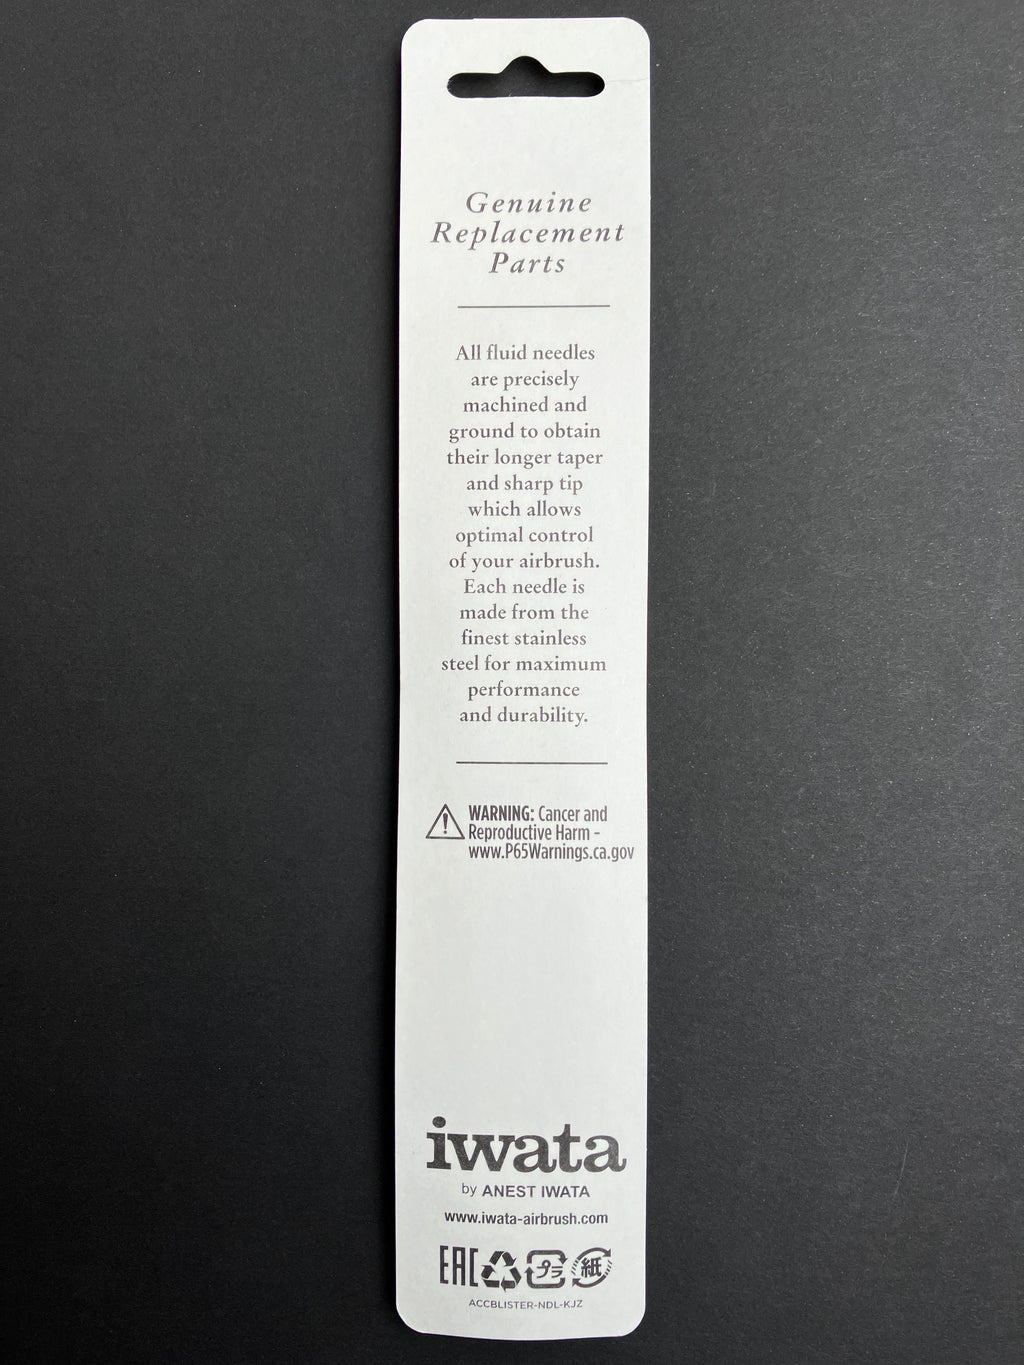 Genuine
Replacement
Parts
All fluid needles
are precisely
machined and
ground to obtain
their longer taper
and sharp tip
which allows
optimal control
of your airbrush.
Each needle is
made from the
finest stainless
steel for maximum
performance
and durability.
WARNING: Cancer and
Reproductive Harm -
www.P65Warnings.ca.gov
iwata
by ANEST IWATA
www.iwata-airbrush.com
EAC プラ 紙
ACCBLISTER-NDL-KJZ